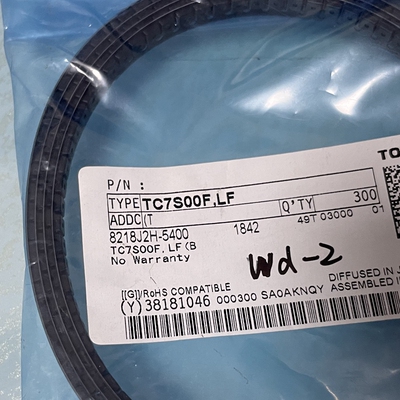 TO
P/N :
TYPE TC7S00F,LF Q'TY 300
ADDC (T 49T 03000 01
8218J2H-5400 1842
TC7S00F, LF (B
No Warranty
Wd-2
[[G]]/RoHS COMPATIBLE DIFFUSED IN J
(Y) 38181046 000300 SA0AKNQY ASSEMBLED I